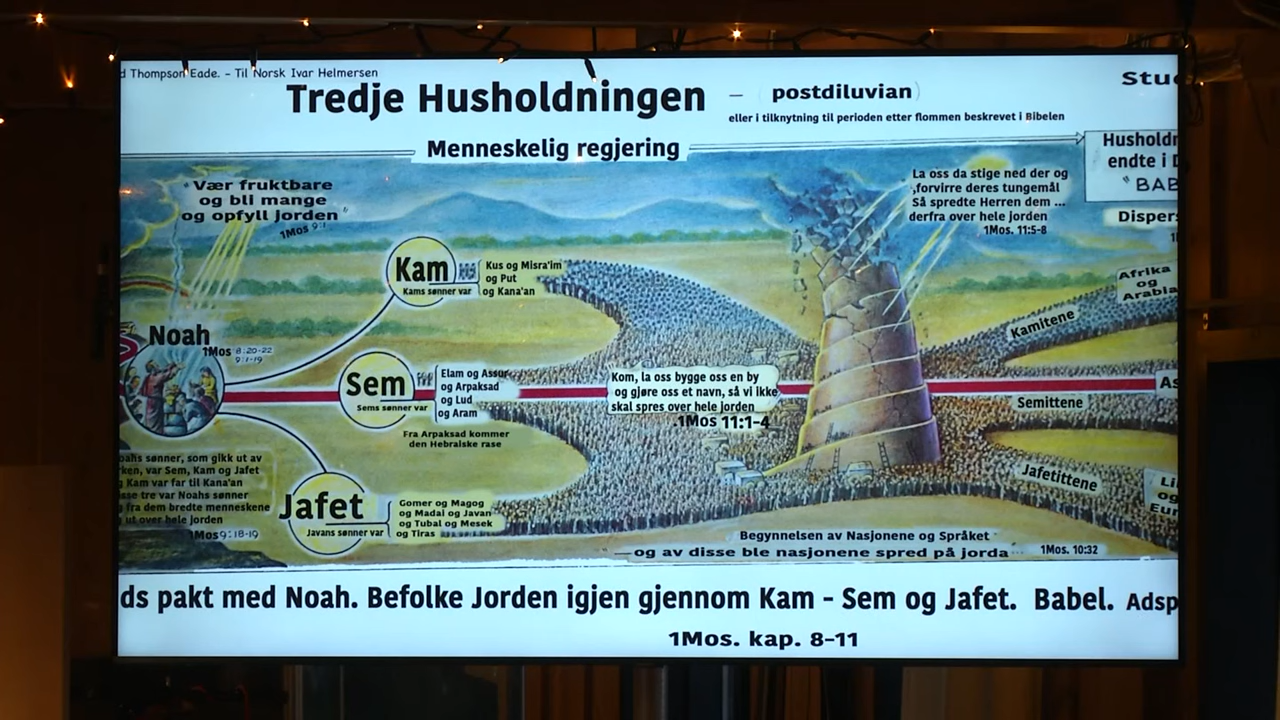 d Thompson Eade. - Til Norsk Ivar Helmersen
Tredje Husholdningen – postdiluvian
eller i tilknytning til perioden etter flommen beskrevet i Bibelen
Menneskelig regjering
Husholdn
endte i D
"BAB
Dispers
"Vær fruktbare
og bli mange
og opfyll jorden"
1Mos 9:1
La oss da stige ned der og
,forvirre deres tungemål
Så spredte Herren dem ...
derfra over hele jorden
1Mos. 11:5-8
Kam
Kams sønner var
Kus og Misra'im
og Put
og Kana'an
Afrika
og
Arabia
Kamitene
Noah
1Mos 8:20-22
9:1-19
Sem
Sems sønner var
Elam og Assur
og Arpaksad
og Lud
og Aram
Fra Arpaksad kommer
den Hebraiske rase
Kom, la oss bygge oss en by
og gjøre oss et navn, så vi ikke
skal spres over hele jorden
1Mos 11:1-4
As
Semittene
oahs sønner, som gikk ut av
ken, var Sem, Kam og Jafet
g Kam var far til Kana'an
sse tre var Noahs sønner
g fra dem bredte menneskene
g ut over hele jorden
1Mos9:18-19
Jafet
Javans sønner var
Gomer og Magog
og Madai og Javan
og Tubal og Mesek
og Tiras
Jafetittene
Li
og
Eur
Begynnelsen av Nasjonene og Språket
—og av disse ble nasjonene spred på jorda
1Mos. 10:32
ds pakt med Noah. Befolke Jorden igjen gjennom Kam - Sem og Jafet. Babel. Adsp
1Mos. kap. 8-11